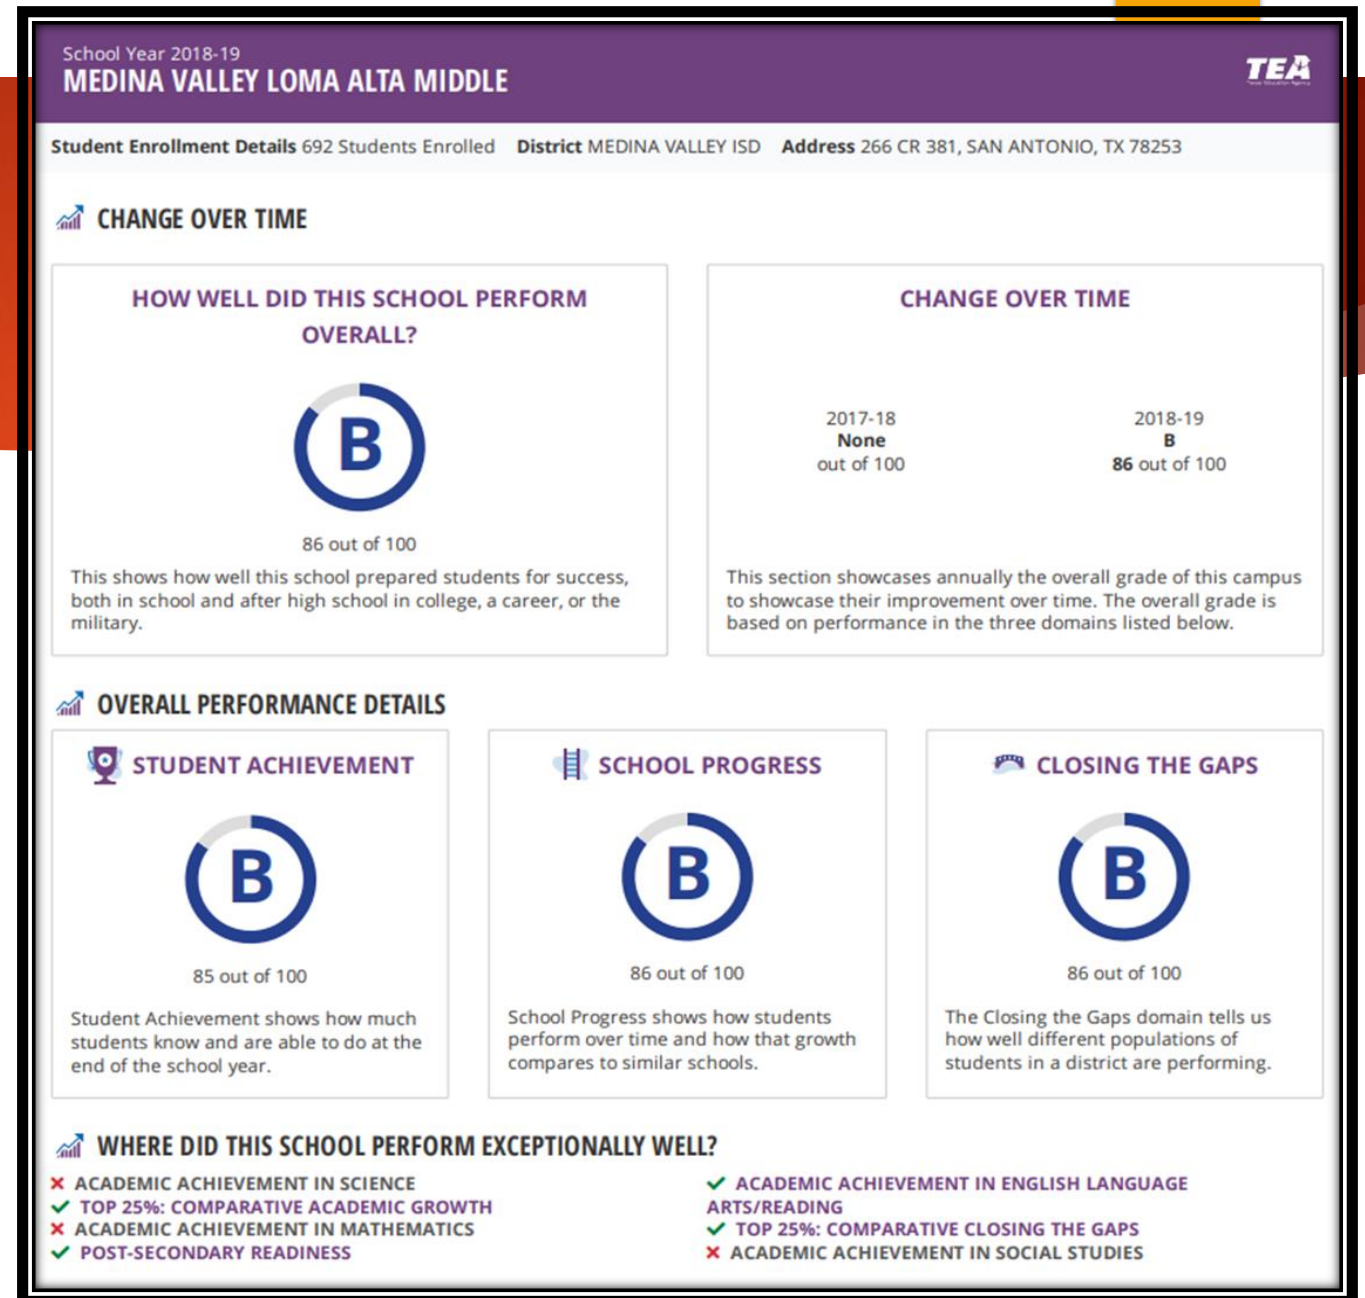 School Year 2018-19
MEDINA VALLEY LOMA ALTA MIDDLE
TEA
Student Enrollment Details 692 Students Enrolled District MEDINA VALLEY ISD Address 266 CR 381, SAN ANTONIO, TX 78253
CHANGE OVER TIME
HOW WELL DID THIS SCHOOL PERFORM
OVERALL?
B
86 out of 100
This shows how well this school prepared students for success,
both in school and after high school in college, a career, or the
military.
CHANGE OVER TIME
2017-18
None
out of 100
2018-19
B
86 out of 100
This section showcases annually the overall grade of this campus
to showcase their improvement over time. The overall grade is
based on performance in the three domains listed below.
OVERALL PERFORMANCE DETAILS
STUDENT ACHIEVEMENT
B
85 out of 100
Student Achievement shows how much
students know and are able to do at the
end of the school year.
SCHOOL PROGRESS
B
86 out of 100
School Progress shows how students
perform over time and how that growth
compares to similar schools.
CLOSING THE GAPS
B
86 out of 100
The Closing the Gaps domain tells us
how well different populations of
students in a district are performing.
WHERE DID THIS SCHOOL PERFORM EXCEPTIONALLY WELL?
ACADEMIC ACHIEVEMENT IN SCIENCE
TOP 25%: COMPARATIVE ACADEMIC GROWTH
ACADEMIC ACHIEVEMENT IN MATHEMATICS
POST-SECONDARY READINESS
ACADEMIC ACHIEVEMENT IN ENGLISH LANGUAGE
ARTS/READING
TOP 25%: COMPARATIVE CLOSING THE GAPS
ACADEMIC ACHIEVEMENT IN SOCIAL STUDIES